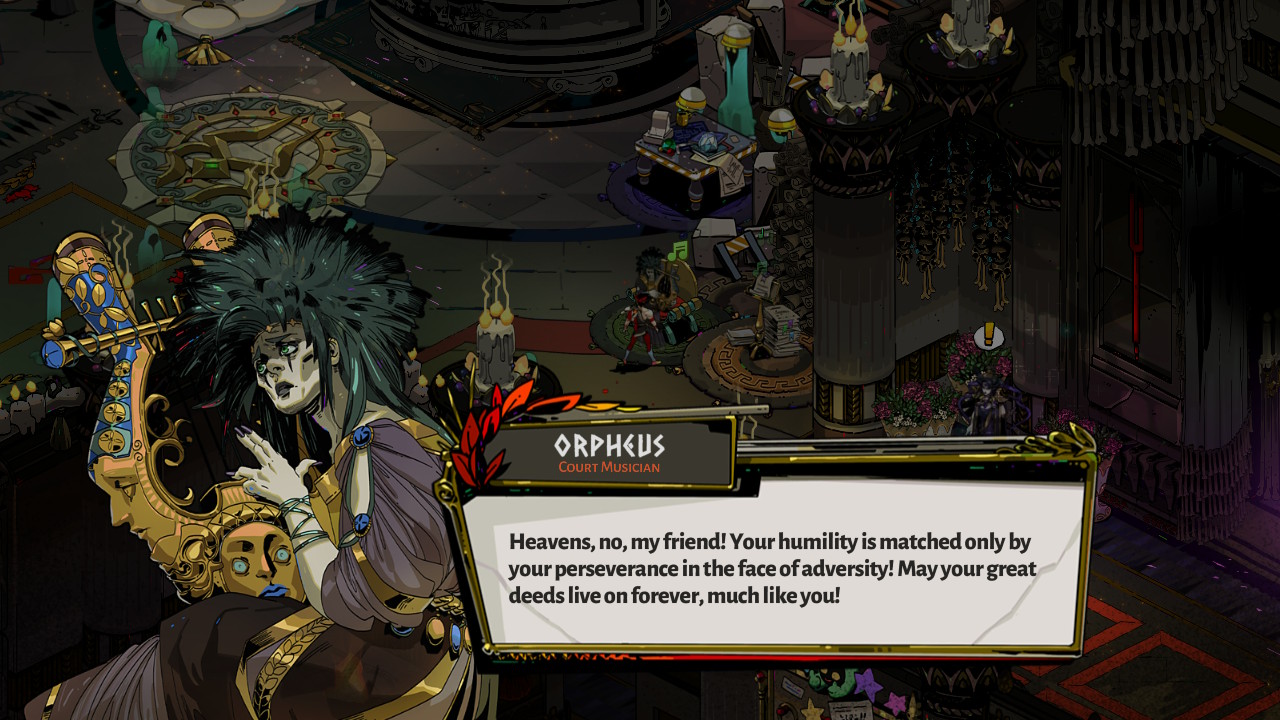 ORPHEUS
Court Musician
Heavens, no, my friend! Your humility is matched only by
your perseverance in the face of adversity! May your great
deeds live on forever, much like you!